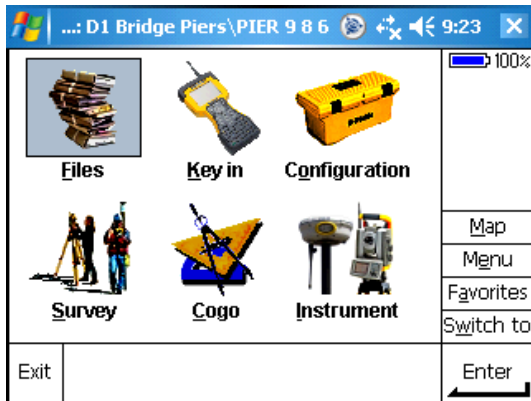 ...: D1 Bridge Piers\PIER 9 8 6 9:23
100%
Files Key in Configuration
Map
Menu
Survey Cogo Instrument Favorites
Switch to
Exit Enter